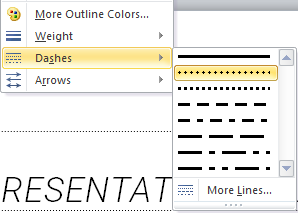 More Outline Colors...
Weight
Dashes
Arrows
More Lines...
RESENTAT